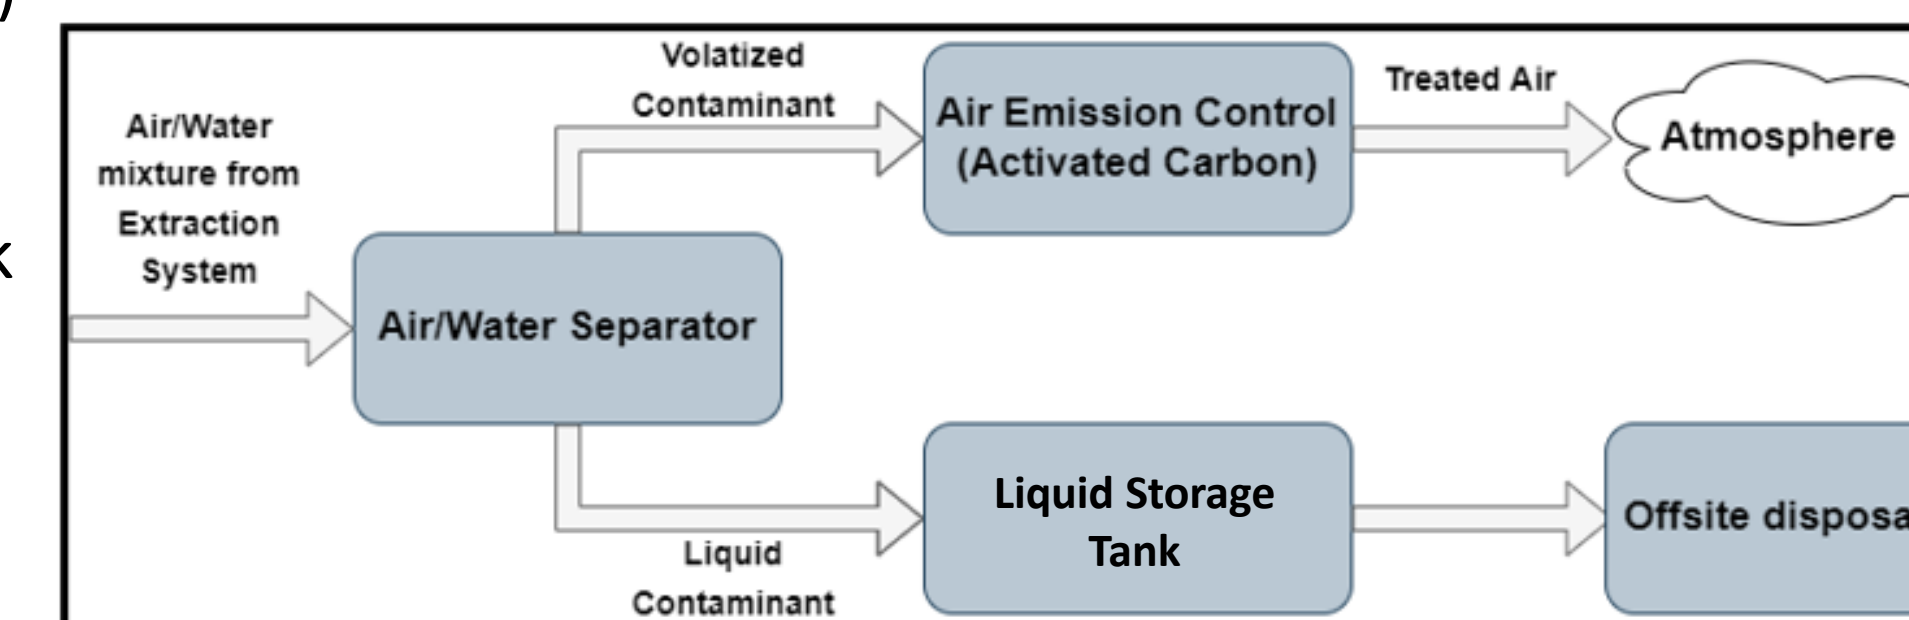 )
k
Air/Water
mixture from
Extraction
System
Air/Water Separator
Volatized
Contaminant
Air Emission Control
(Activated Carbon)
Treated Air
Atmosphere
Liquid
Contaminant
Liquid Storage
Tank
Offsite disposa